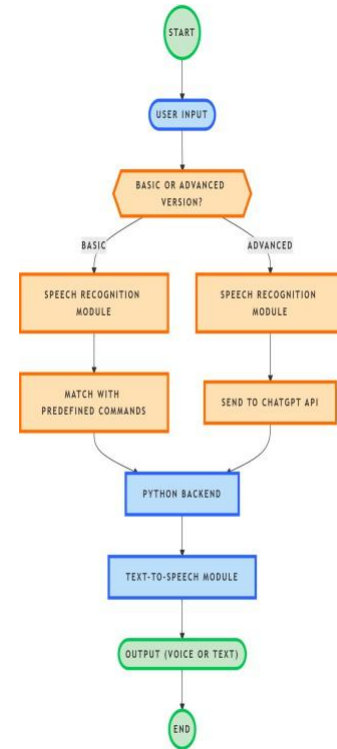 START
USER INPUT
BASIC OR ADVANCED
VERSION?
BASIC
ADVANCED
SPEECH RECOGNITION
MODULE
SPEECH RECOGNITION
MODULE
MATCH WITH
PREDEFINED COMMANDS
SEND TO CHATGPT API
PYTHON BACKEND
TEXT-TO-SPEECH MODULE
OUTPUT (VOICE OR TEXT)
END